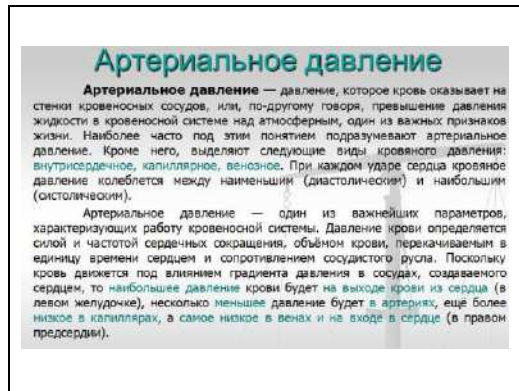 Артериальное давление
Артериальное давление — давление, которое кровь оказывает на
стенки кровеносных сосудов, или, по-другому говоря, превышение давления
жидкости в кровеносной системе над атмосферным, один из важных признаков
жизни. Наиболее часто под этим понятием подразумевают артериальное
давление. Кроме него, выделяют следующие виды кровяного давления:
внутрисердечное, капиллярное, венозное. При каждом ударе сердца кровяное
давление колеблется между наименьшим (диастолическим) и наибольшим
(систолическим).
Артериальное давление — один из важнейших параметров,
характеризующих работу кровеносной системы. Давление крови определяется
силой и частотой сердечных сокращения, объёмом крови, перекачиваемым в
единицу времени сердцем и сопротивлением сосудистого русла. Поскольку
кровь движется под влиянием градиента давления в сосудах, создаваемого
сердцем, то наибольшее давление крови будет на выходе крови из сердца (в
левом желудочке), несколько меньшее давление будет в артериях, ещё более
низкое в капиллярах, а самое низкое в венах и на входе в сердце (в правом
предсердии).